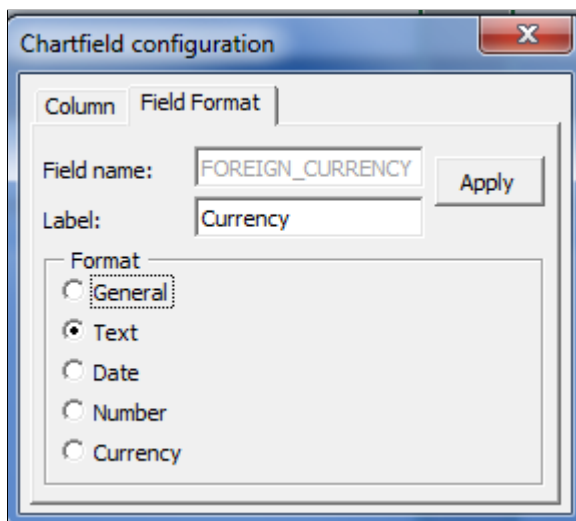 Chartfield configuration
Column Field Format
Field name: FOREIGN_CURRENCY Apply
Label: Currency
Format
General
Text
Date
Number
Currency